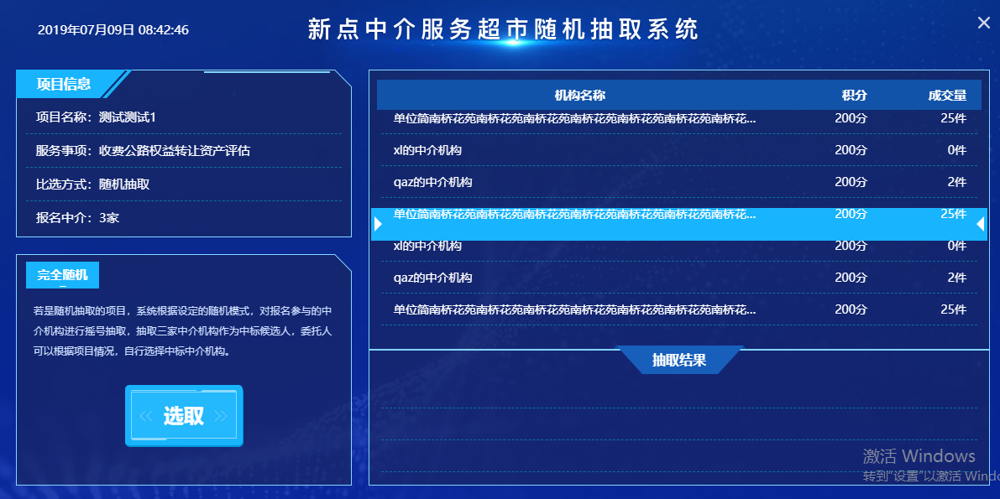 2019年07月09日 08:42:46
新点中介服务超市随机抽取系统
项目信息
项目名称：测试测试1
服务事项：收费公路权益转让资产评估
比选方式：随机抽取
报名中介：3家
完全随机
若是随机抽取的项目，系统根据设定的随机模式，对报名参与的中
介机构进行摇号抽取，抽取三家中介机构作为中标候选人，委托人
可以根据项目情况，自行选择中标中介机构。
选取
机构名称 积分 成交量
单位简南桥花苑南桥花苑南桥花苑南桥花苑南桥花苑南桥花苑南桥花... 200分 25件
xl的中介机构 200分 0件
qaz的中介机构 200分 2件
单位简南桥花苑南桥花苑南桥花苑南桥花苑南桥花苑南桥花苑南桥花... 200分 25件
xl的中介机构 200分 0件
qaz的中介机构 200分 2件
单位简南桥花苑南桥花苑南桥花苑南桥花苑南桥花苑南桥花苑南桥花... 200分 25件
抽取结果
激活 Windows
转到"设置"以激活 Windo